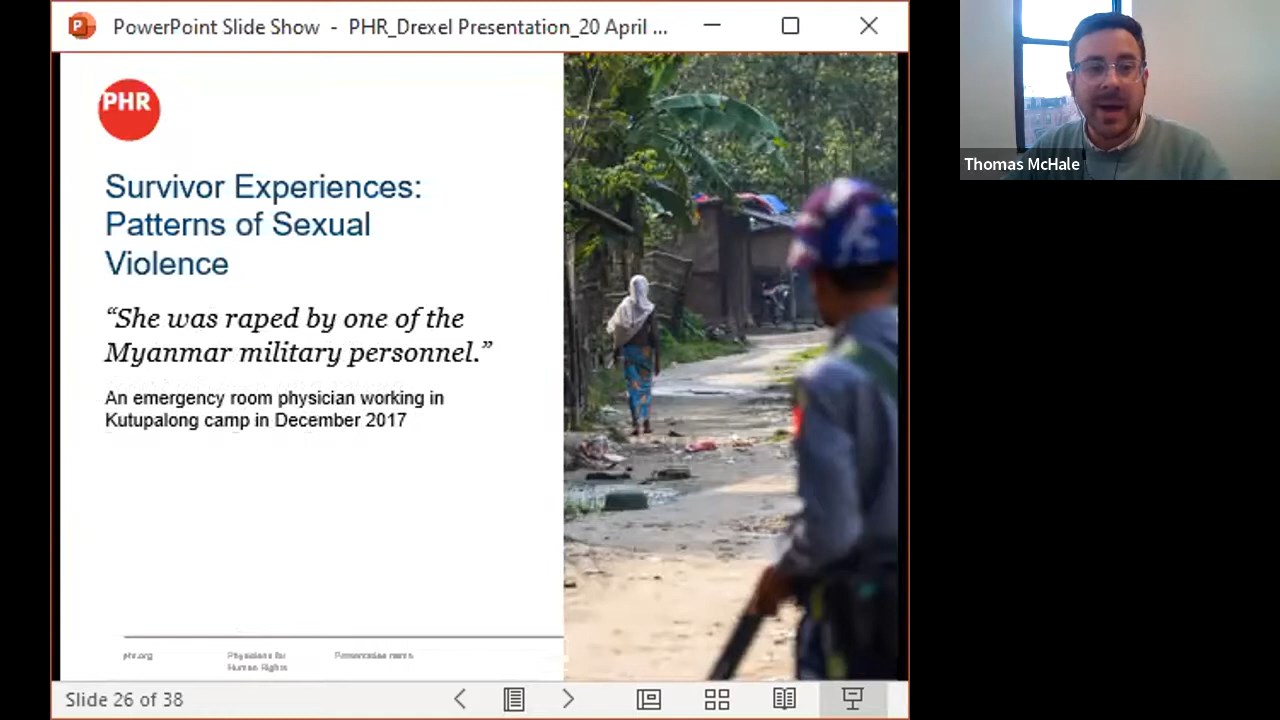 PowerPoint Slide Show - PHR_Drexel Presentation_20 April ...
PHR
Survivor Experiences:
Patterns of Sexual
Violence
“She was raped by one of the
Myanmar military personnel.”
An emergency room physician working in
Kutupalong camp in December 2017
phr.org
Physicians for
Human Rights
Presentation name
Slide 26 of 38
Thomas McHale